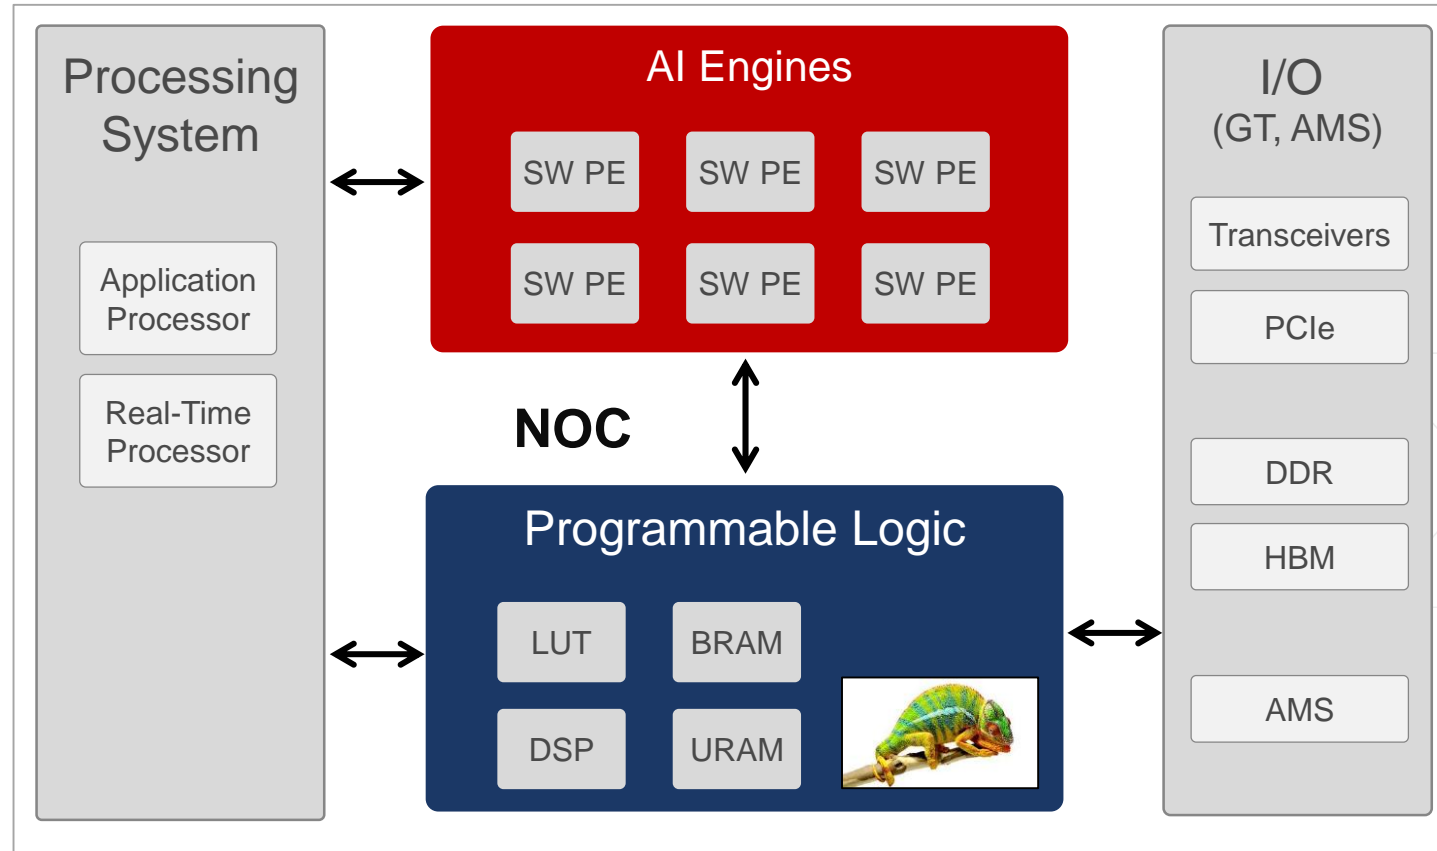 Processing
System
Application
Processor
Real-Time
Processor
AI Engines
SW PE
SW PE
SW PE
SW PE
SW PE
SW PE
NOC
Programmable Logic
LUT
BRAM
DSP
URAM
I/O
(GT, AMS)
Transceivers
PCIe
DDR
HBM
AMS